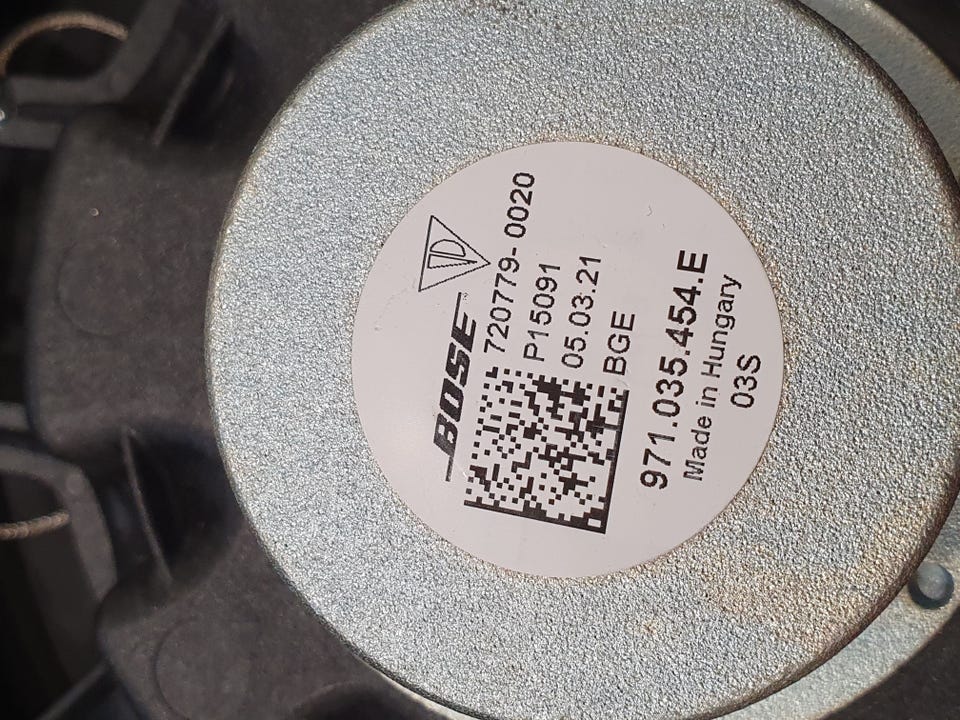 BOSE
720779-0020
P15091
05.03.21
BGE
971.035.454.E
Made in Hungary
03S